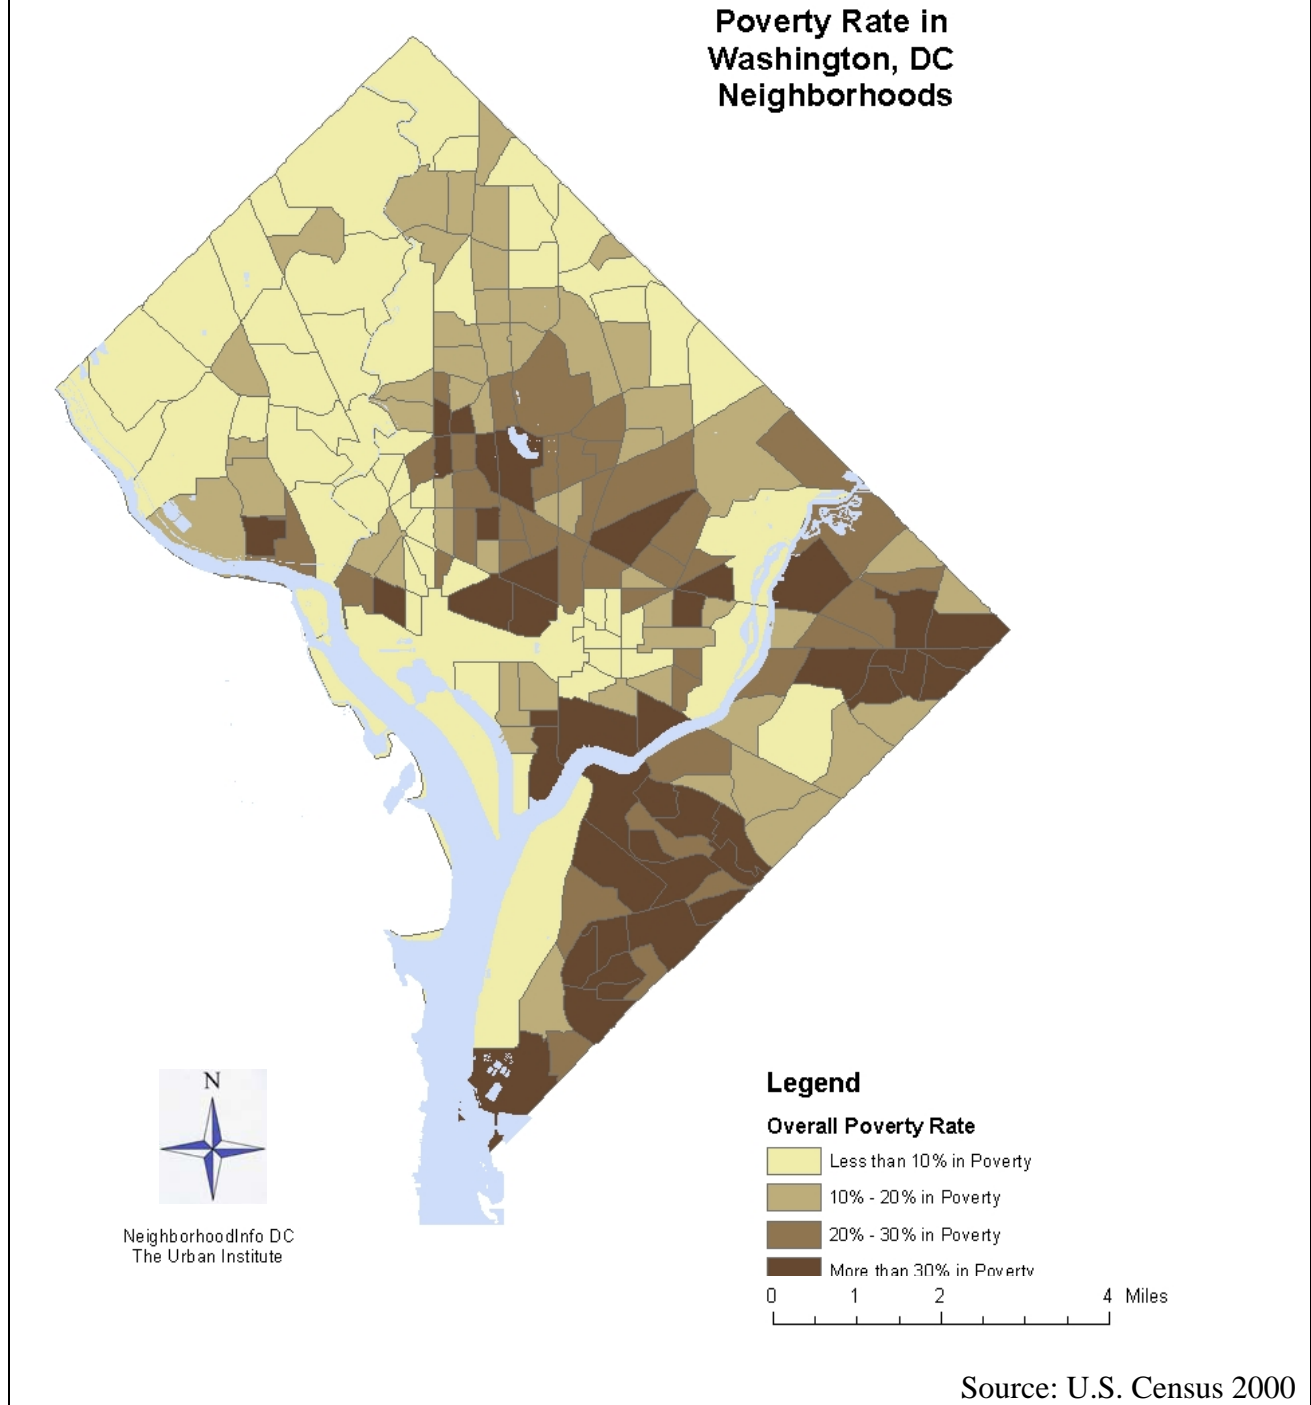 Poverty Rate in
Washington, DC
Neighborhoods
N
NeighborhoodInfo DC
The Urban Institute
Legend
Overall Poverty Rate
Less than 10% in Poverty
10% - 20% in Poverty
20% - 30% in Poverty
More than 30% in Poverty
0 1 2 4 Miles
Source: U.S. Census 2000